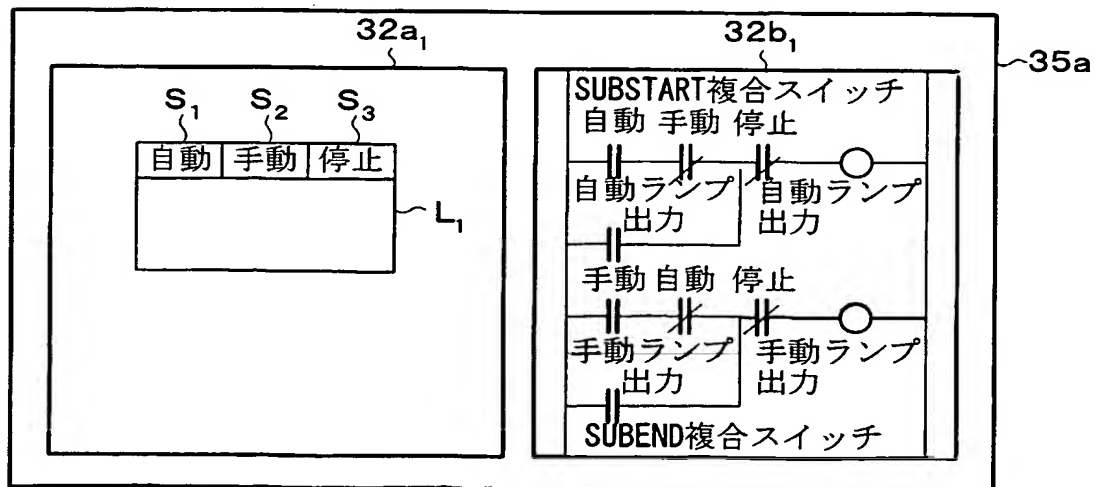 32a₁
32b₁
35a
S₁ S₂ S₃
自動 手動 停止
L₁
SUBSTART複合スイッチ
自動 手動 停止
自動ランプ 自動ランプ
出力 出力
手動 自動 停止
手動ランプ 手動ランプ
出力 出力
SUBEND複合スイッチ